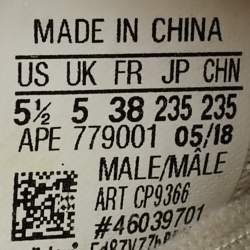 MADE IN CHINA
US UK FR JP CHN
5½ 5 38 235 235
APE 779001 05/18
MALE/MÂLE
ART CP9366
#46039701